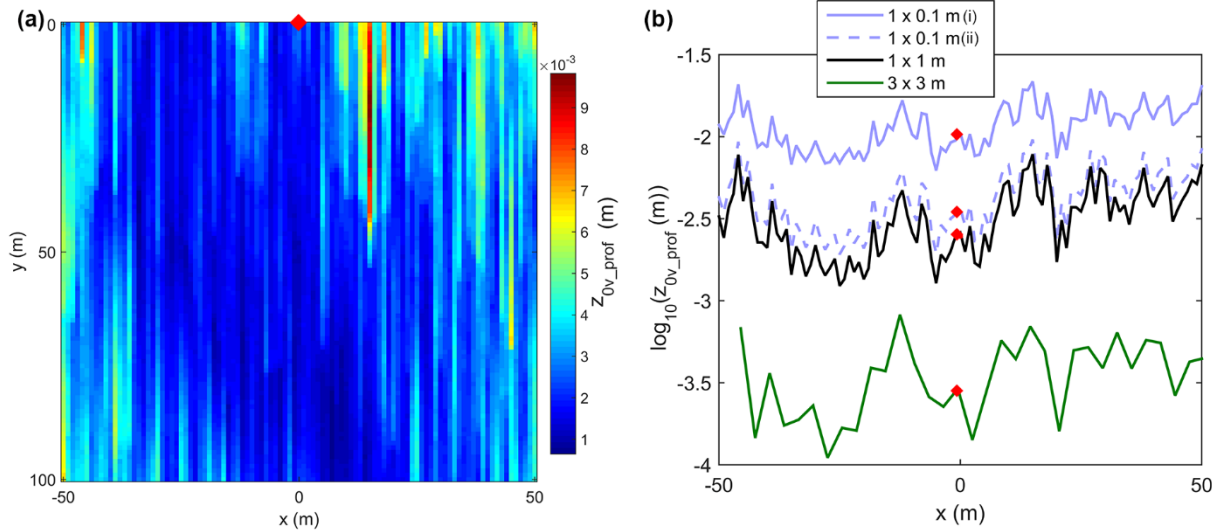 (a)
0
50
100
y (m)
-50
0
50
x (m)
×10⁻³
9
8
7
6
5
4
3
2
1
z₀ᵥ_prof (m)
(b)
1 x 0.1 m(i)
1 x 0.1 m(ii)
1 x 1 m
3 x 3 m
-1.5
-2
-2.5
-3
-3.5
-4
log₁₀(z₀ᵥ_prof (m))
-50
0
50
x (m)